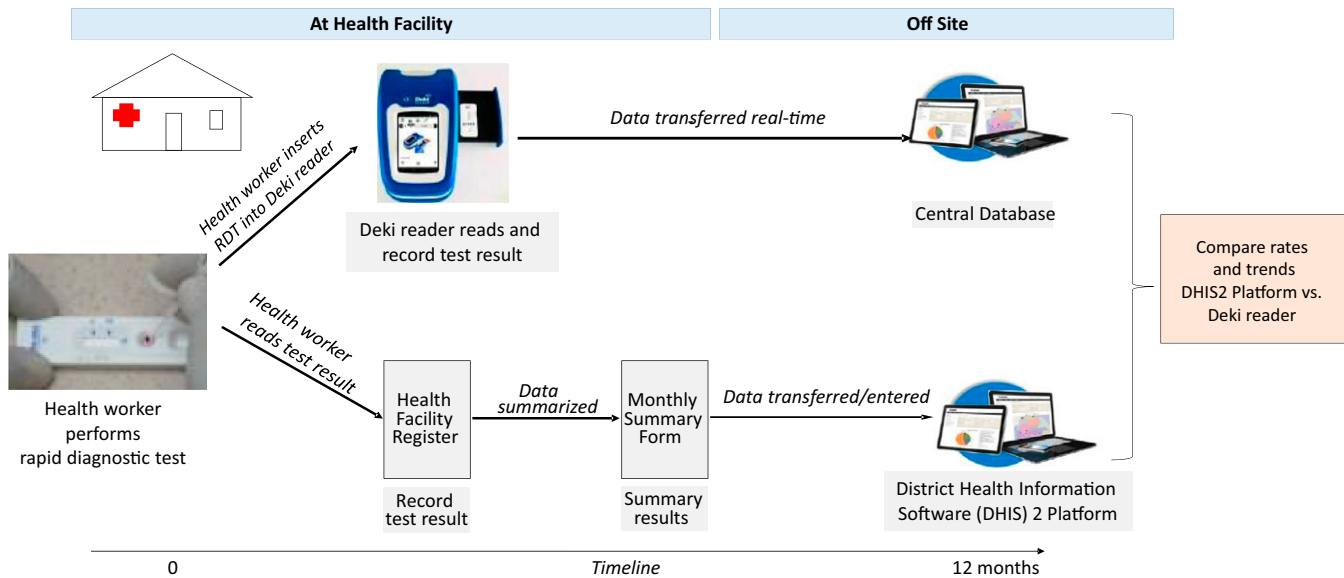 At Health Facility
Off Site
Health worker inserts
RDT into Deki reader
Deki
Data transferred real-time
Deki reader reads and
record test result
Central Database
Compare rates
and trends
DHIS2 Platform vs.
Deki reader
Health worker
performs
rapid diagnostic test
Health worker
reads test result
Health
Facility
Register
Record
test result
Data
summarized
Monthly
Summary
Form
Summary
results
Data transferred/entered
District Health Information
Software (DHIS) 2 Platform
0
Timeline
12 months